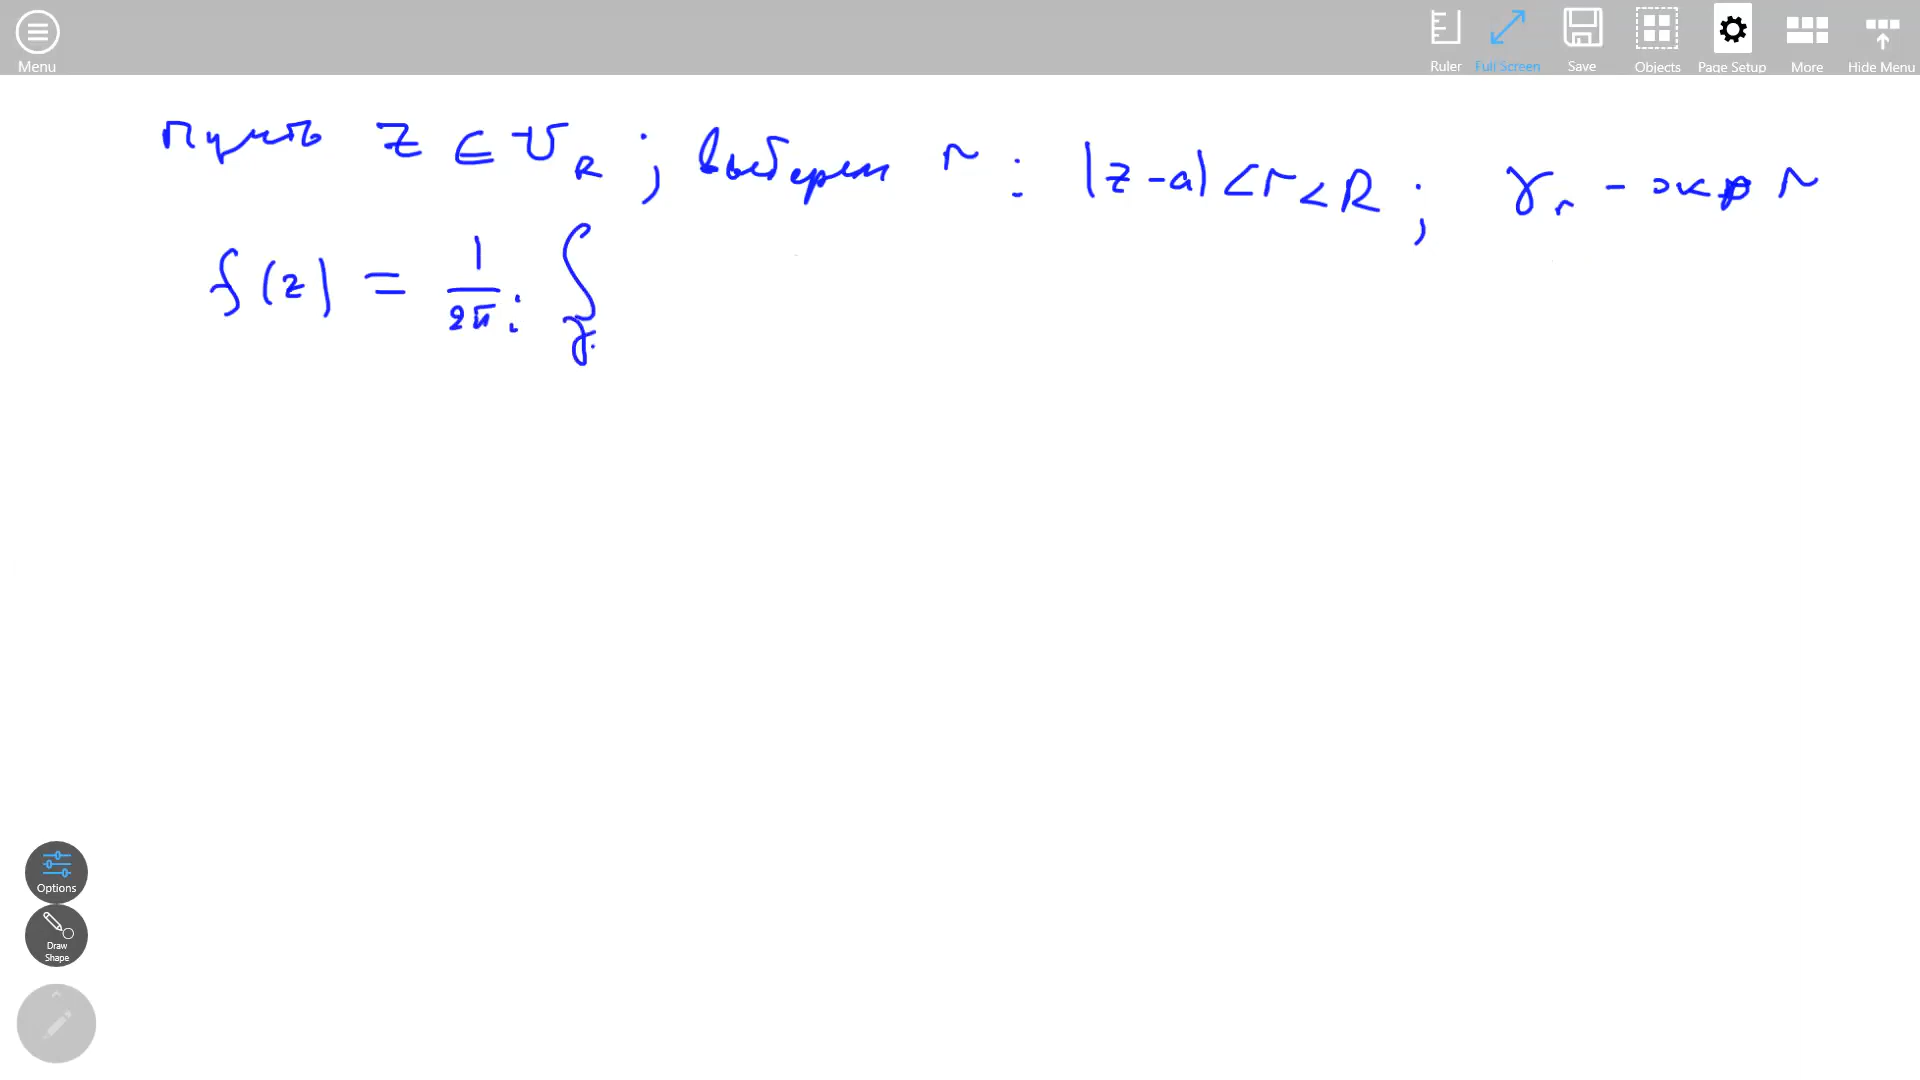 Menu Ruler Full Screen Save Objects Page Setup More Hide Menu
пусть z ∈ U_R ; выберем r : |z-a| < r < R ; γ_r - окр r
f(z) = 1/2πi ∫_γ
Options
Draw
Shape